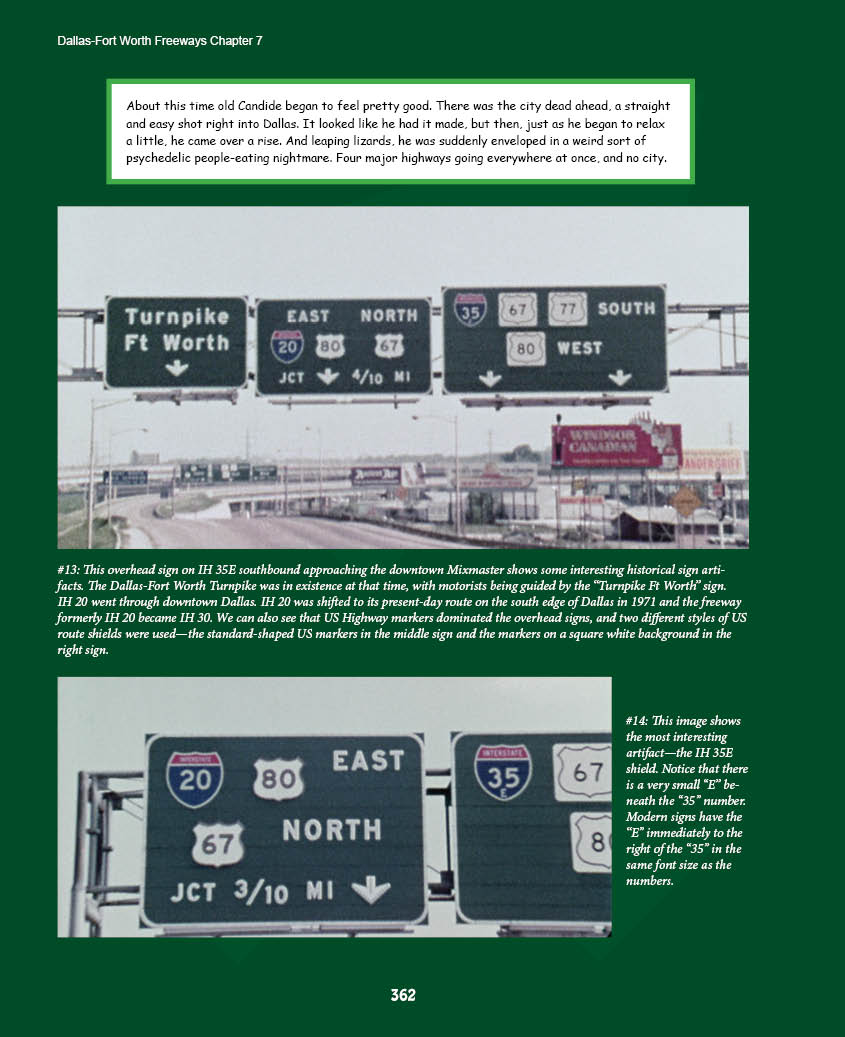 Dallas-Fort Worth Freeways Chapter 7
About this time old Candide began to feel pretty good. There was the city dead ahead, a straight
and easy shot right into Dallas. It looked like he had it made, but then, just as he began to relax
a little, he came over a rise. And leaping lizards, he was suddenly enveloped in a weird sort of
psychedelic people-eating nightmare. Four major highways going everywhere at once, and no city.
Turnpike
Ft Worth
EAST NORTH
20 80 67
JCT 4/10 MI
35 67 77 SOUTH
80 WEST
WINDSOR
CANADIAN
VANDERGRIFF
#13: This overhead sign on IH 35E southbound approaching the downtown Mixmaster shows some interesting historical sign arti-
facts. The Dallas-Fort Worth Turnpike was in existence at that time, with motorists being guided by the “Turnpike Ft Worth” sign.
IH 20 went through downtown Dallas. IH 20 was shifted to its present-day route on the south edge of Dallas in 1971 and the freeway
formerly IH 20 became IH 30. We can also see that US Highway markers dominated the overhead signs, and two different styles of US
route shields were used—the standard-shaped US markers in the middle sign and the markers on a square white background in the
right sign.
INTERSTATE
20 80 EAST
67 NORTH
JCT 3/10 MI
INTERSTATE
35 67
E
8
#14: This image shows
the most interesting
artifact—the IH 35E
shield. Notice that there
is a very small “E” be-
neath the “35” number.
Modern signs have the
“E” immediately to the
right of the “35” in the
same font size as the
numbers.
362